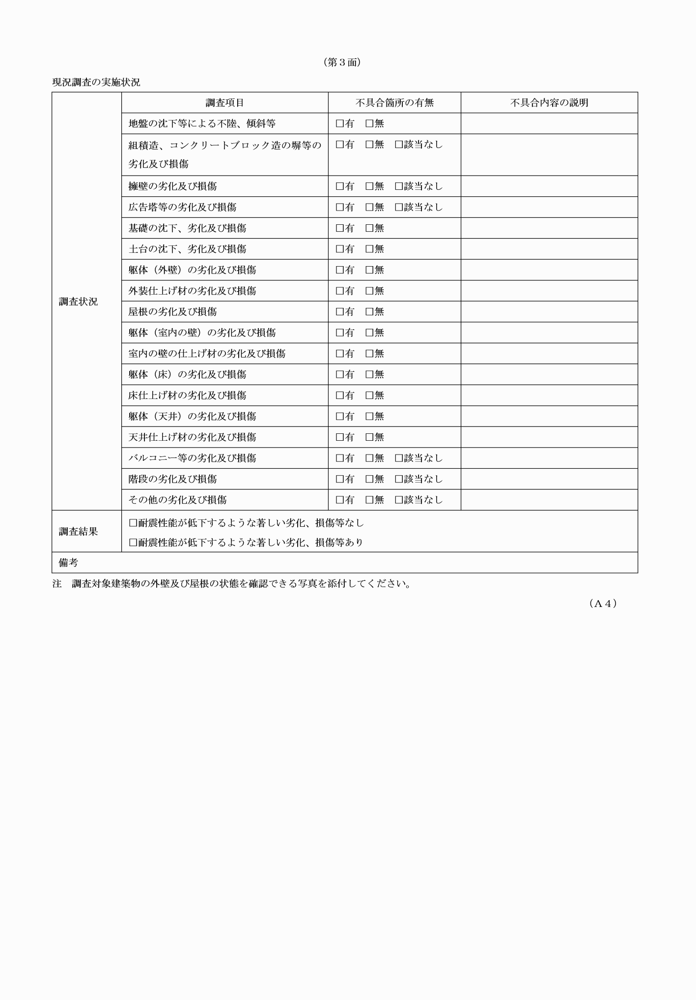 （第３面）
現況調査の実施状況
調査項目　不具合箇所の有無　不具合内容の説明
地盤の沈下等による不陸、傾斜等　□有　□無
組積造、コンクリートブロック造の塀等の　□有　□無　□該当なし
劣化及び損傷
擁壁の劣化及び損傷　□有　□無　□該当なし
広告塔等の劣化及び損傷　□有　□無　□該当なし
基礎の沈下、劣化及び損傷　□有　□無
土台の沈下、劣化及び損傷　□有　□無
躯体（外壁）の劣化及び損傷　□有　□無
外装仕上げ材の劣化及び損傷　□有　□無
調査状況
屋根の劣化及び損傷　□有　□無
躯体（室内の壁）の劣化及び損傷　□有　□無
室内の壁の仕上げ材の劣化及び損傷　□有　□無
躯体（床）の劣化及び損傷　□有　□無
床仕上げ材の劣化及び損傷　□有　□無
躯体（天井）の劣化及び損傷　□有　□無
天井仕上げ材の劣化及び損傷　□有　□無
バルコニー等の劣化及び損傷　□有　□無　□該当なし
階段の劣化及び損傷　□有　□無　□該当なし
その他の劣化及び損傷　□有　□無　□該当なし
調査結果
□耐震性能が低下するような著しい劣化、損傷等なし
□耐震性能が低下するような著しい劣化、損傷等あり
備考
注　調査対象建築物の外壁及び屋根の状態を確認できる写真を添付してください。
（Ａ４）